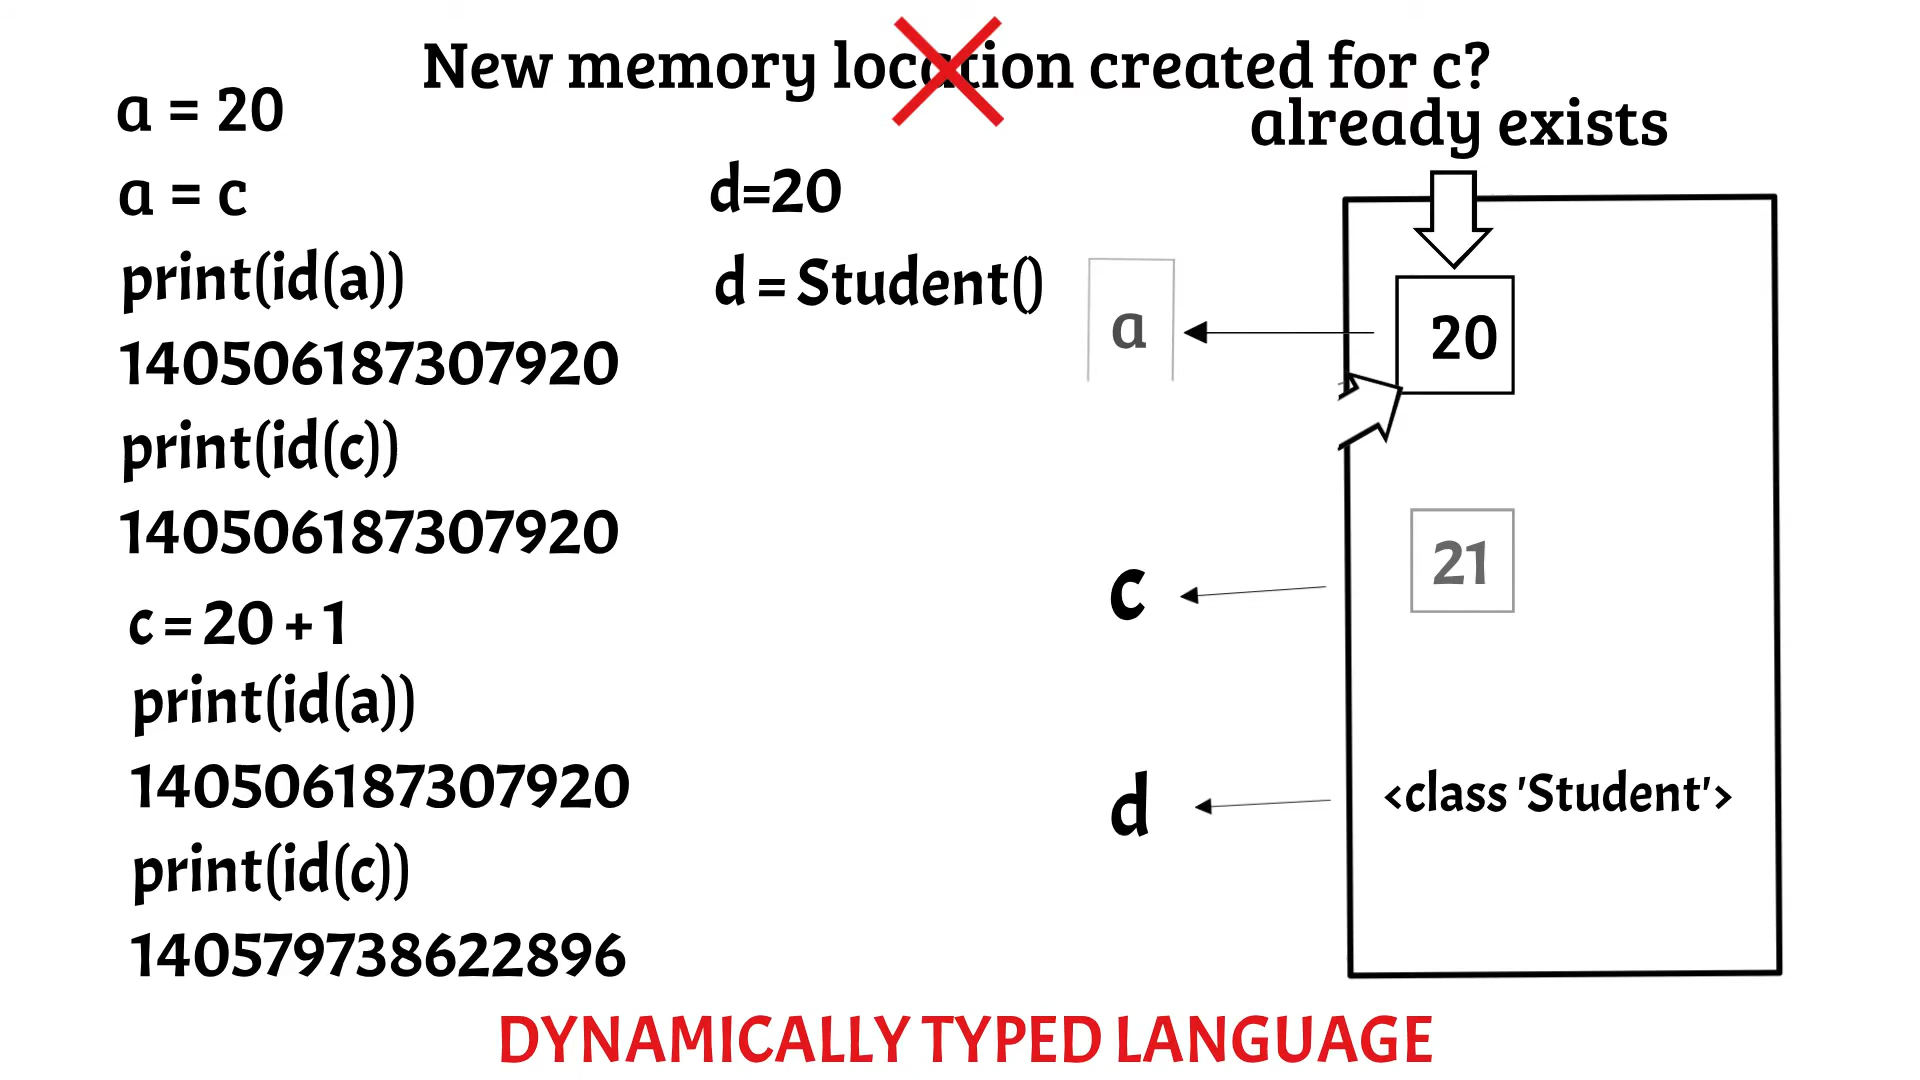 New memory location created for c?
already exists
a = 20
a = c
print(id(a))
140506187307920
print(id(c))
140506187307920
c = 20 + 1
print(id(a))
140506187307920
print(id(c))
140579738622896
d=20
d = Student()
a
20
c
21
d
<class 'Student'>
DYNAMICALLY TYPED LANGUAGE